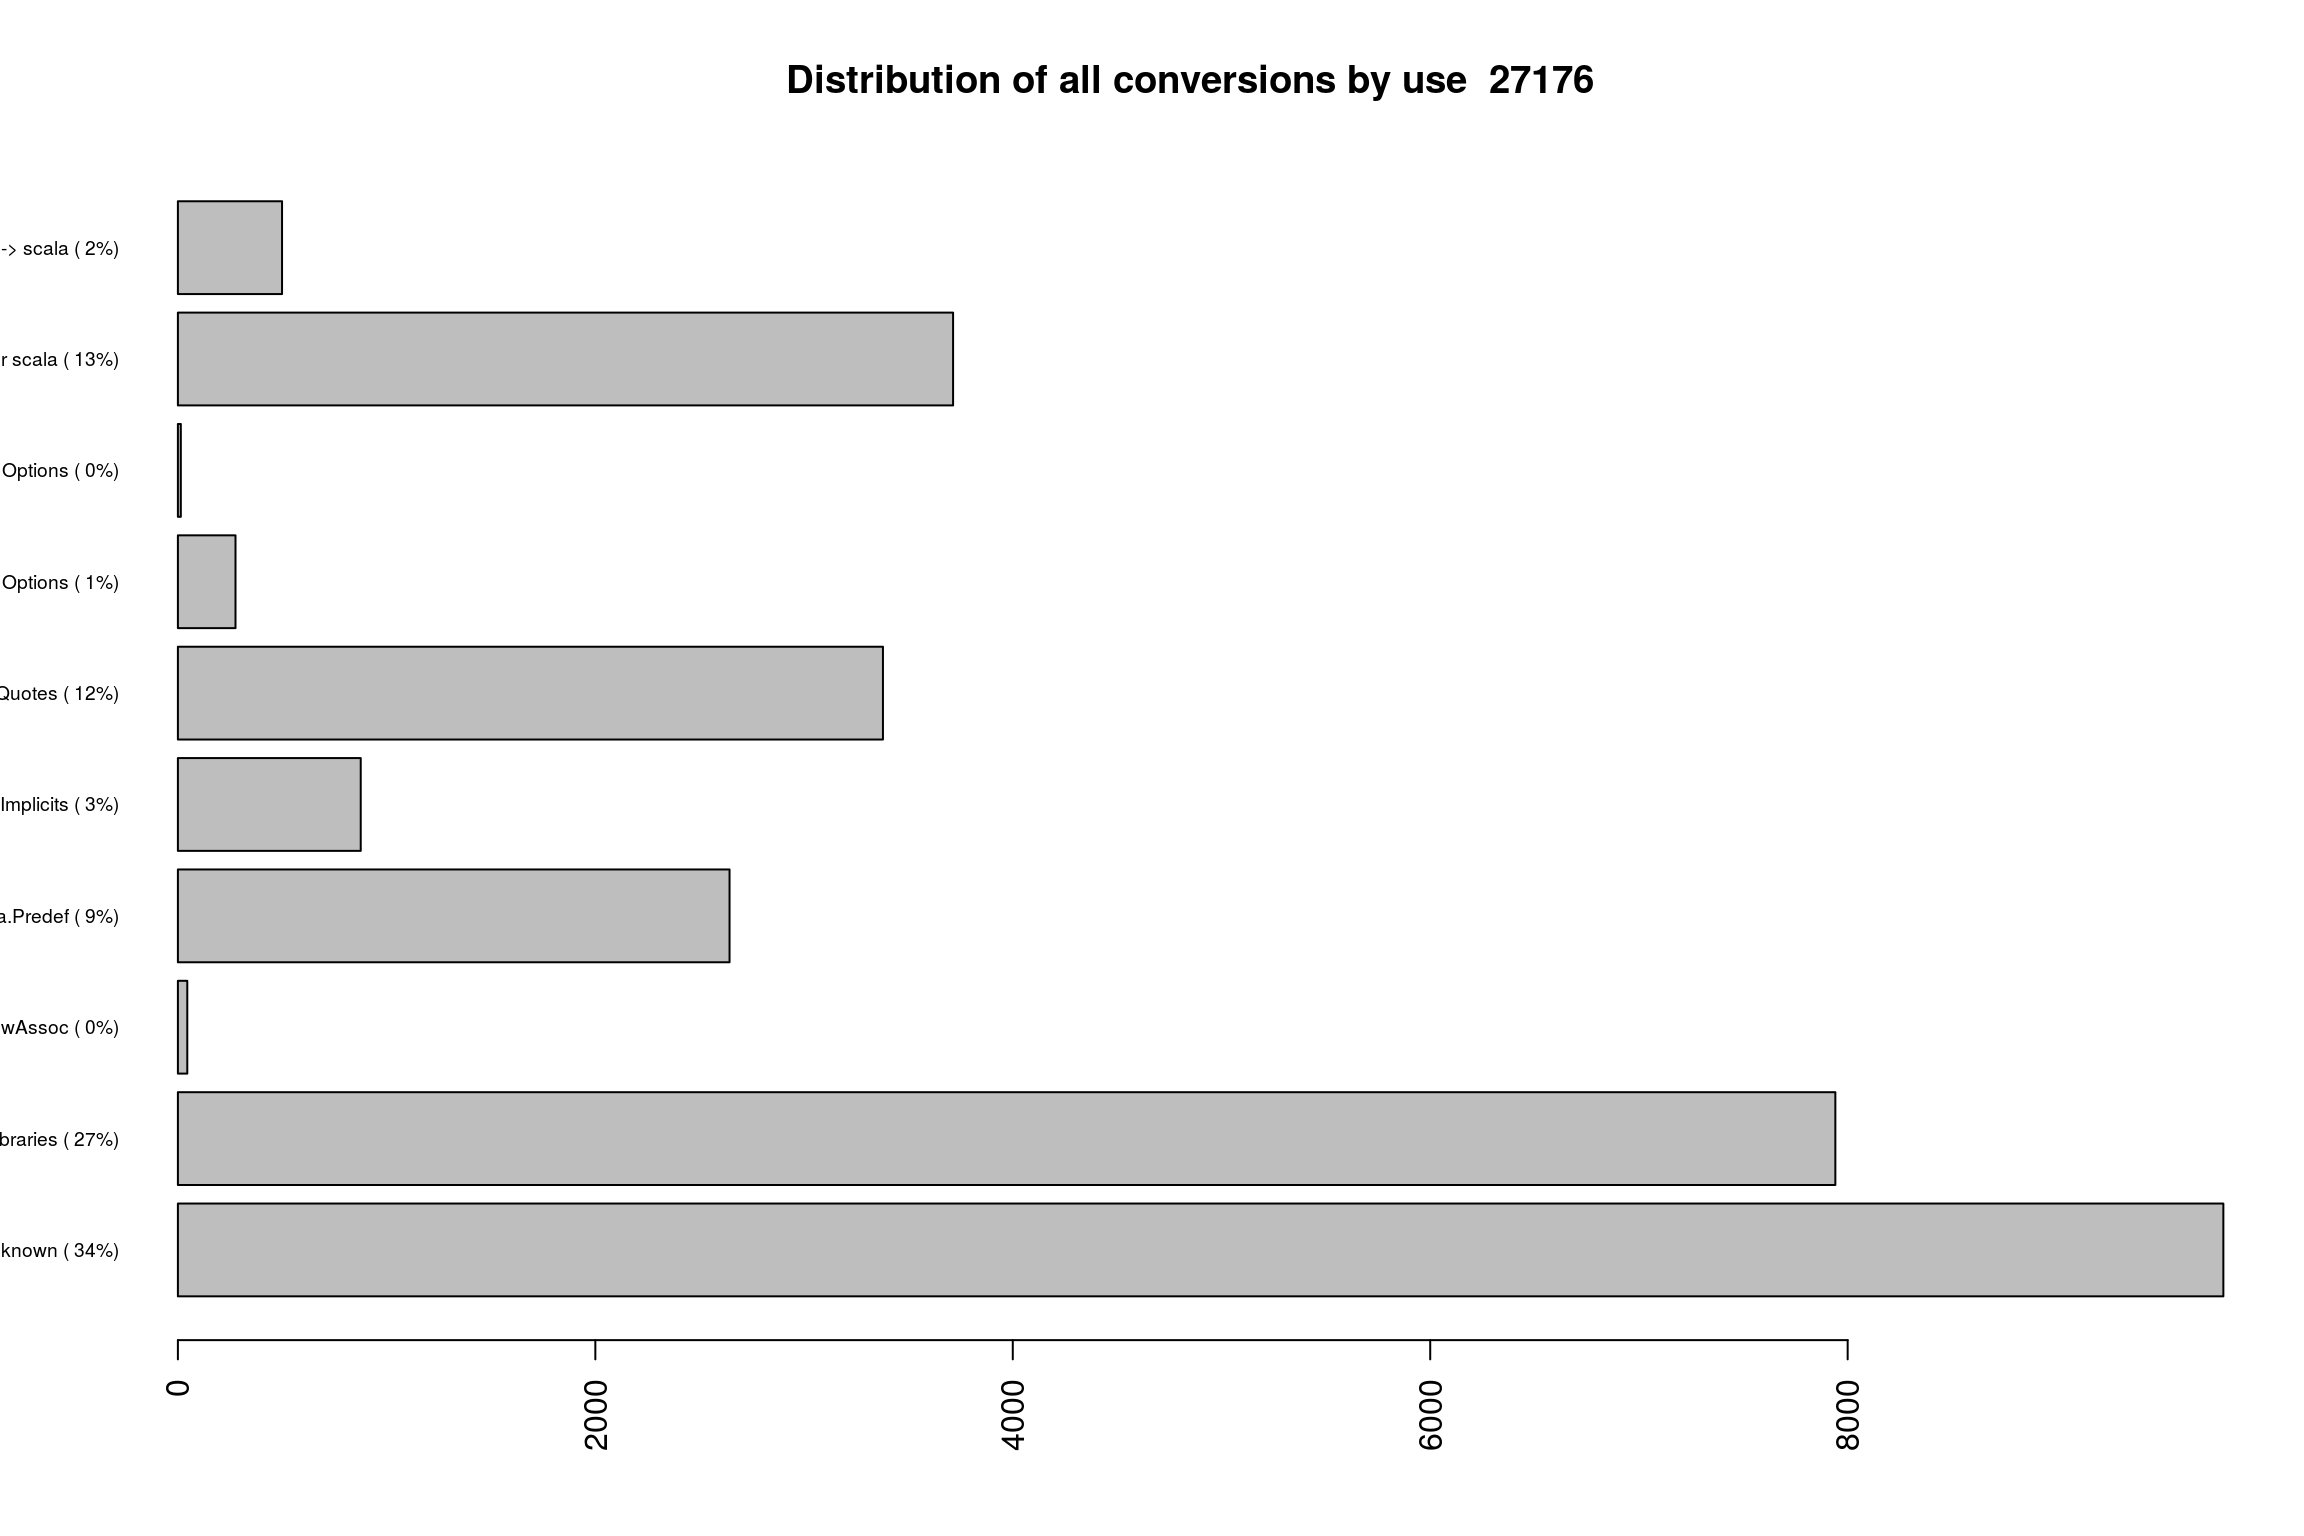 Distribution of all conversions by use 27176
-> scala ( 2%)
r scala ( 13%)
Options ( 0%)
Options ( 1%)
Quotes ( 12%)
Implicits ( 3%)
a.Predef ( 9%)
wAssoc ( 0%)
braries ( 27%)
known ( 34%)
0
2000
4000
6000
8000